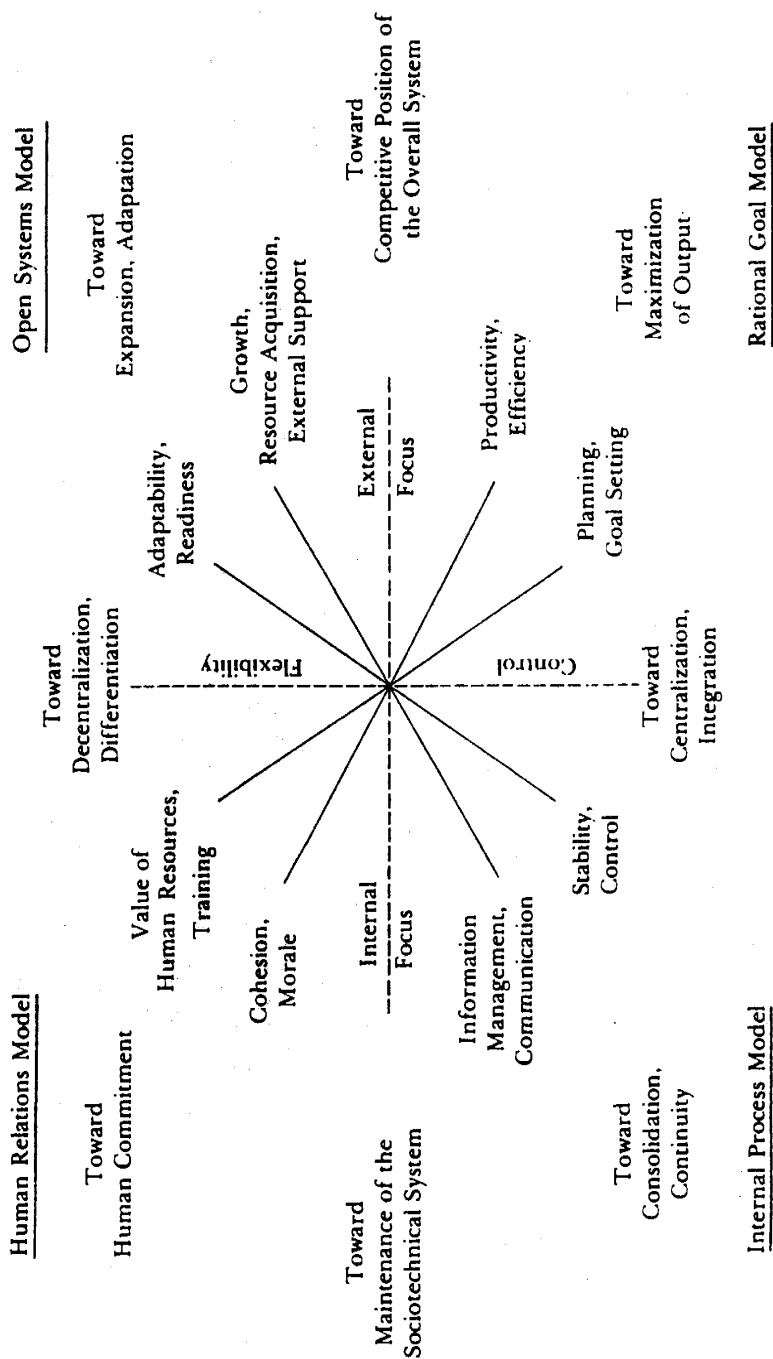 Human Relations Model
Open Systems Model
Toward
Human Commitment
Toward
Decentralization,
Differentiation
Toward
Expansion, Adaptation
Value of
Human Resources,
Training
Adaptability,
Readiness
Cohesion,
Morale
Growth,
Resource Acquisition,
External Support
Flexibility
Toward
Maintenance of the
Sociotechnical System
Internal
Focus
External
Focus
Toward
Competitive Position of
the Overall System
Control
Information
Management,
Communication
Productivity,
Efficiency
Stability,
Control
Planning,
Goal Setting
Toward
Consolidation,
Continuity
Toward
Centralization,
Integration
Toward
Maximization
of Output
Internal Process Model
Rational Goal Model